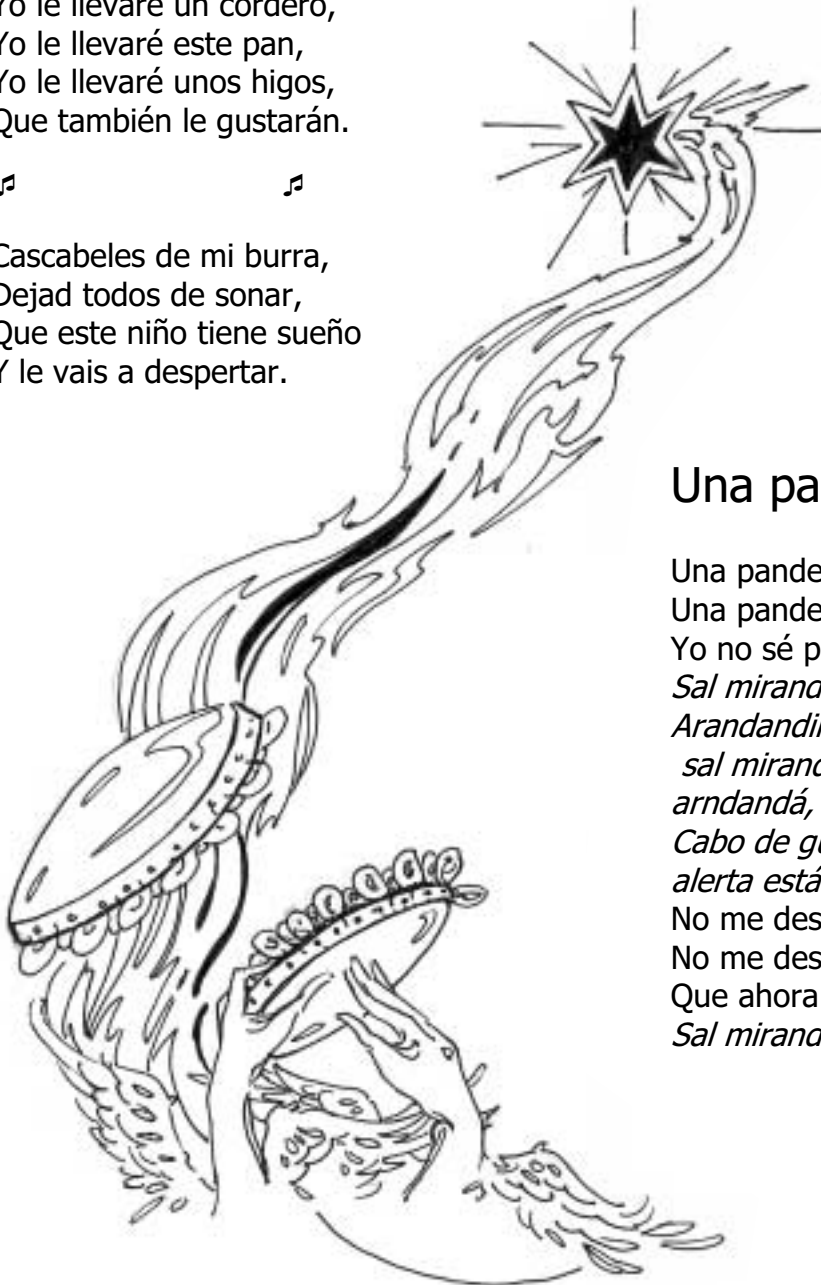 Yo le llevaré un cordero,
Yo le llevaré este pan,
Yo le llevaré unos higos,
Que también le gustarán.
♫ ♫
Cascabeles de mi burra,
Dejad todos de sonar,
Que este niño tiene sueño
Y le vais a despertar.
Una pa
Una pande
Una pande
Yo no sé p
Sal mirand
Arandandi
sal miran
arndandá,
Cabo de gu
alerta está
No me des
No me des
Que ahora
Sal mirand